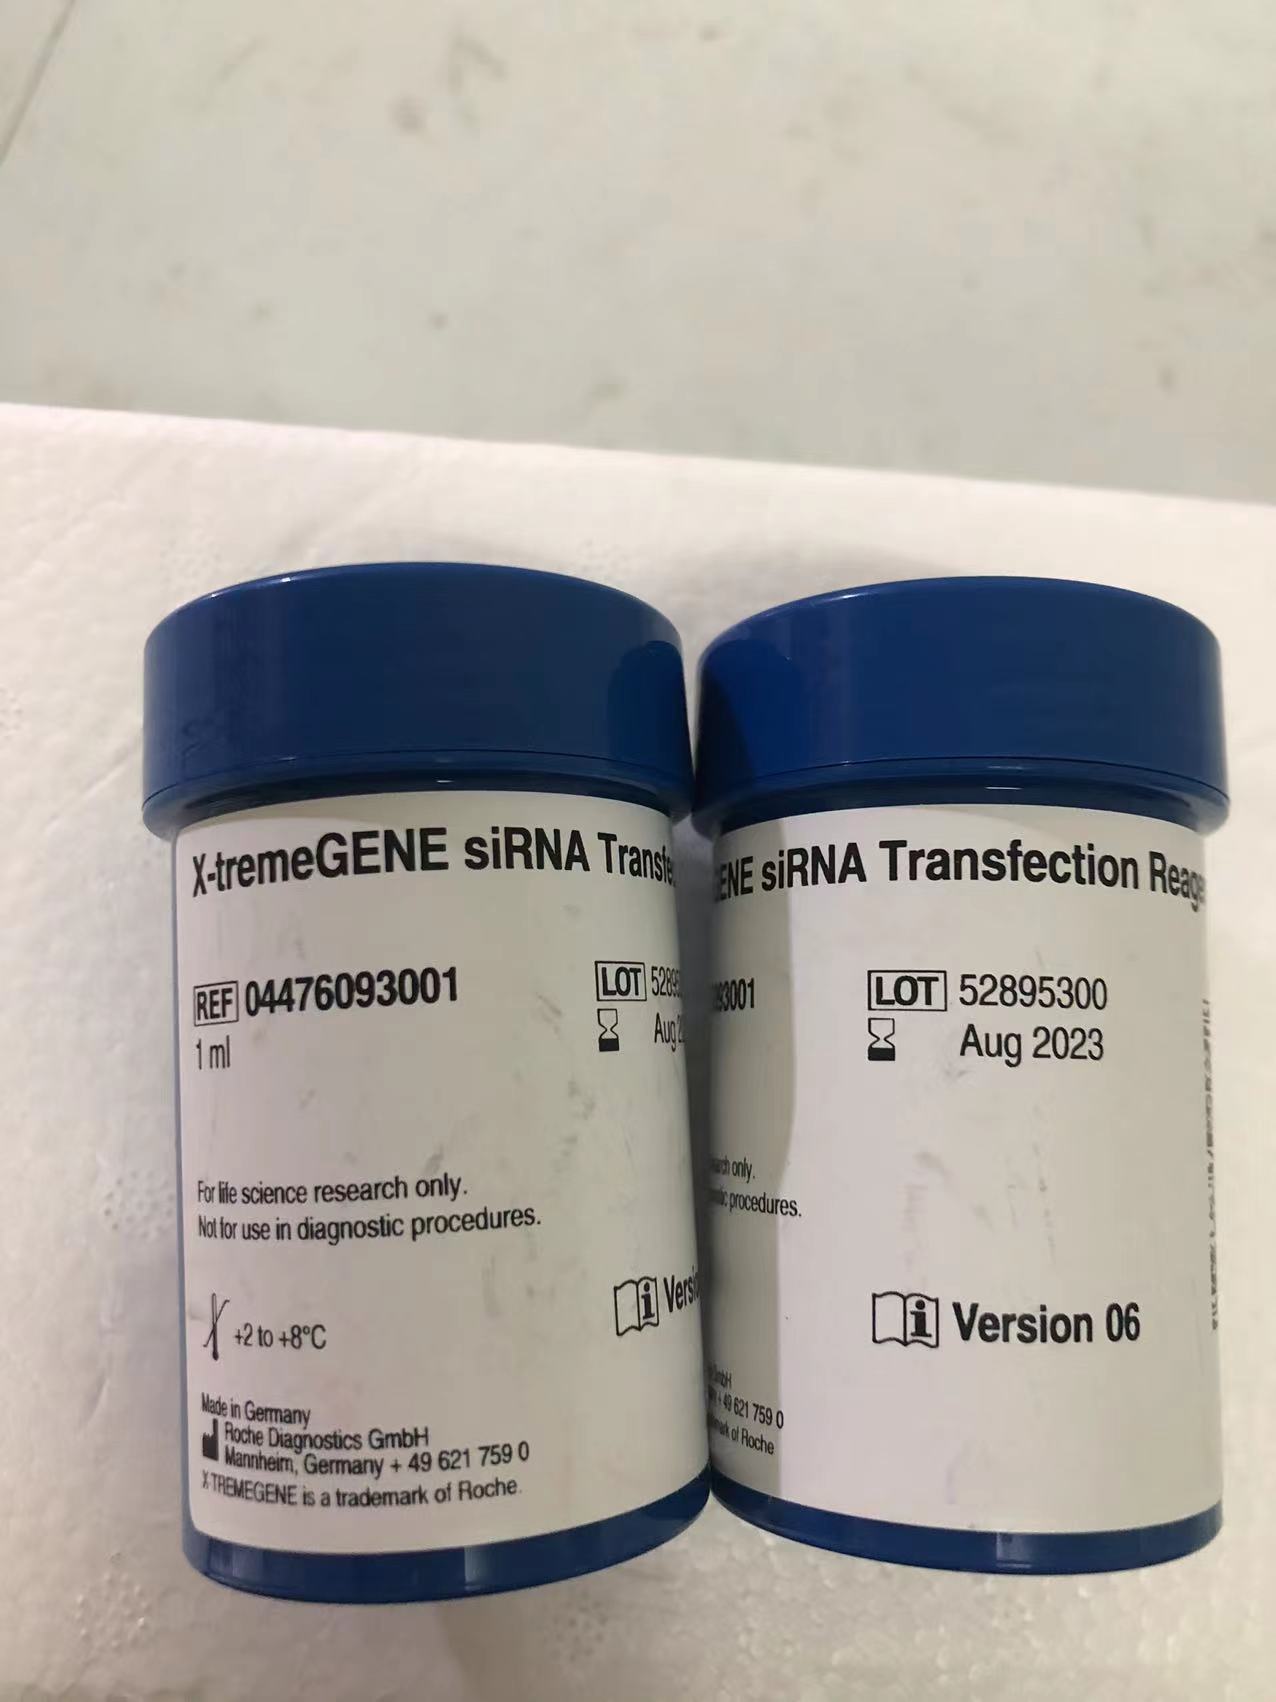 X-tremeGENE siRNA Transfe
REF 04476093001
1 ml
LOT 5289
Aug 2
For life science research only.
Not for use in diagnostic procedures.
i Versi
+2 to +8°C
Made in Germany
Roche Diagnostics GmbH
Mannheim, Germany + 49 621 759 0
X-TREMEGENE is a trademark of Roche.
ENE siRNA Transfection Reage
93001
LOT 52895300
Aug 2023
only.
procedures.
i Version 06
GmbH
+ 49 621 759 0
of Roche